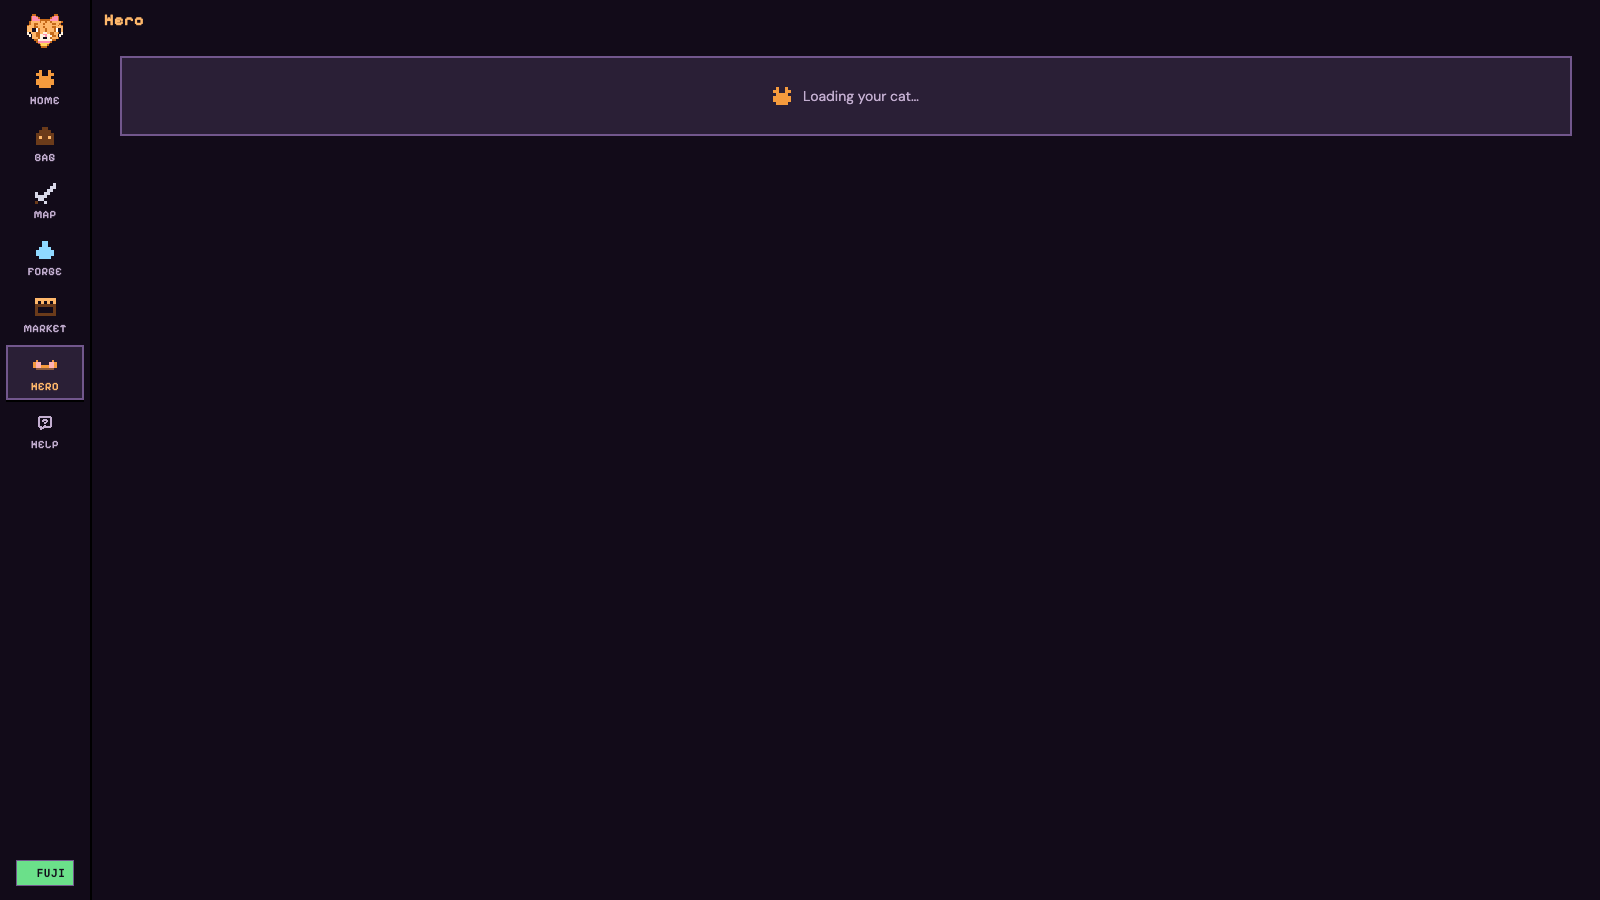 Hero
Loading your cat...
HOME
BAG
MAP
FORGE
MARKET
HERO
HELP
FUJI